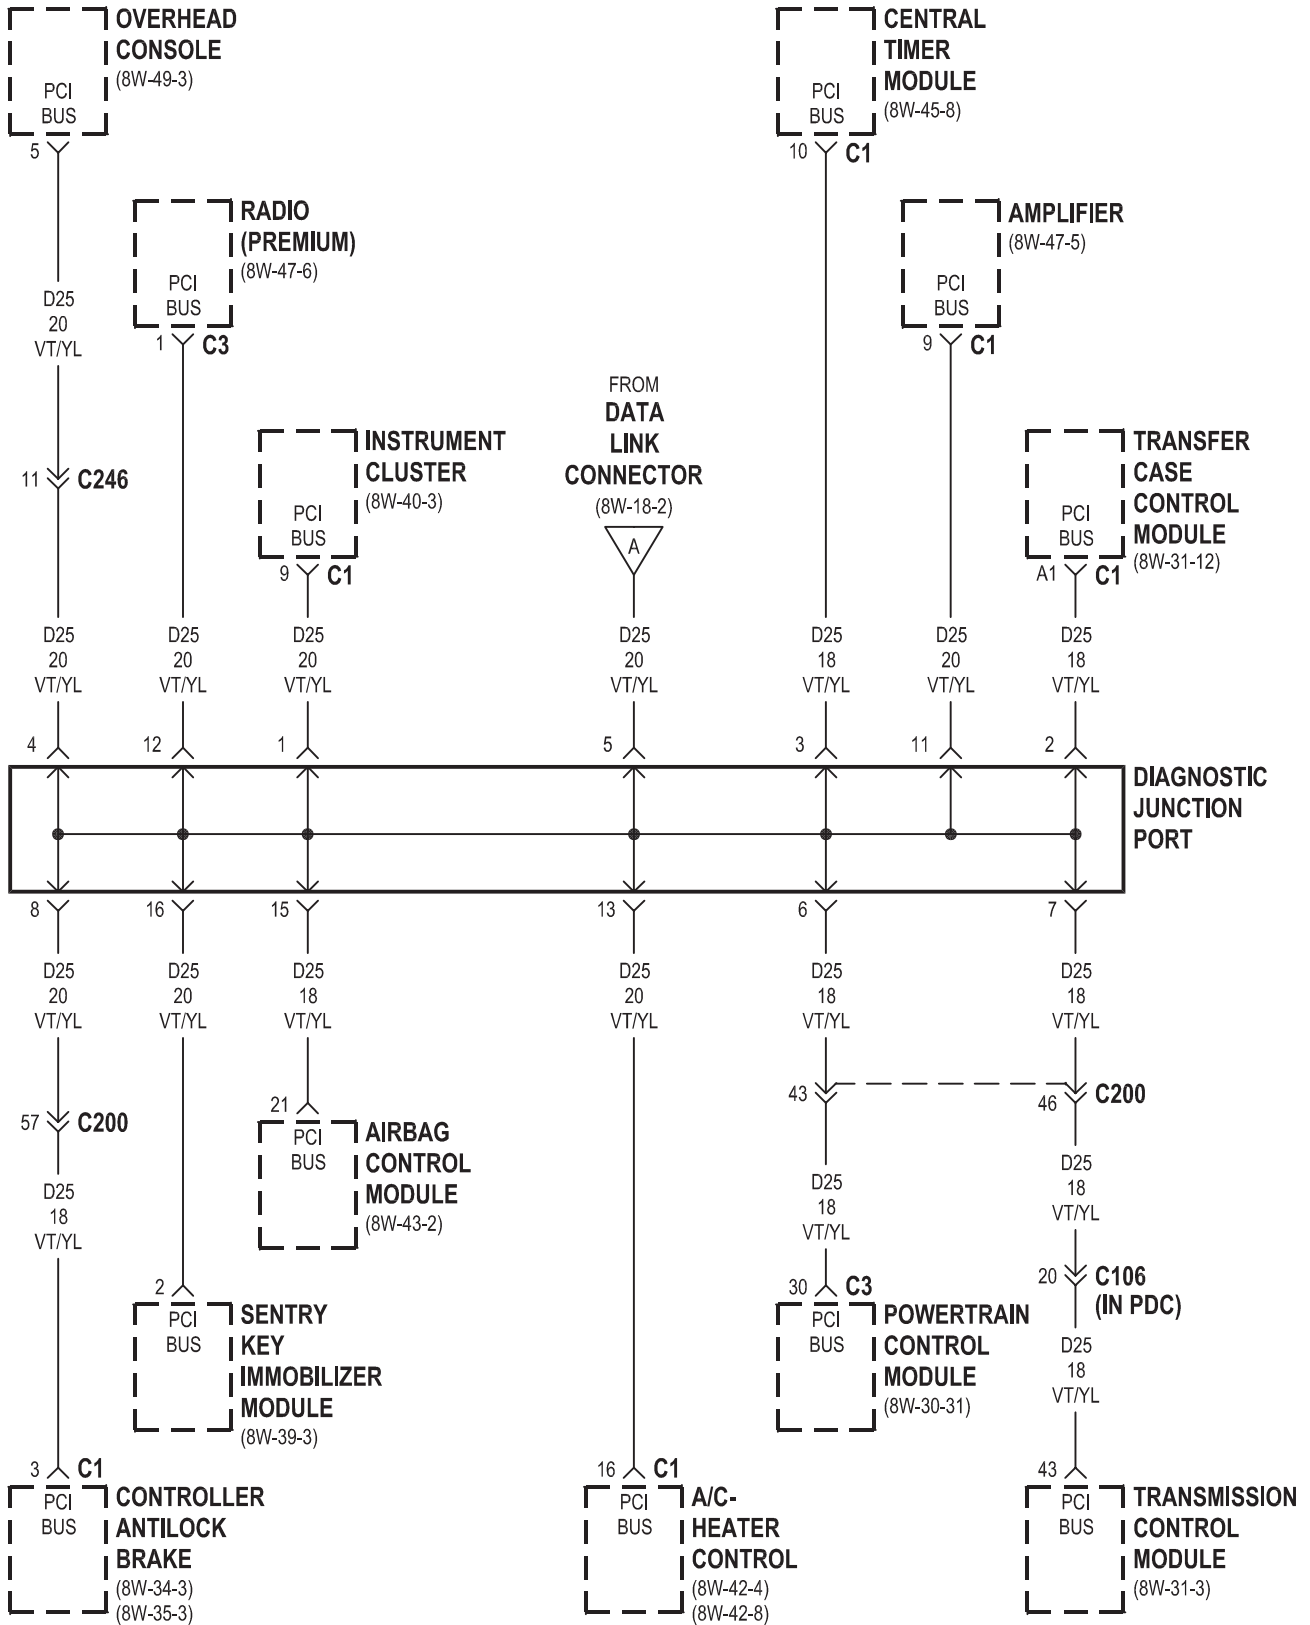 OVERHEAD
CONSOLE
(8W-49-3)
PCI
BUS
5
CENTRAL
TIMER
MODULE
(8W-45-8)
PCI
BUS
10
C1
RADIO
(PREMIUM)
(8W-47-6)
PCI
BUS
1
C3
AMPLIFIER
(8W-47-5)
PCI
BUS
9
C1
D25
20
VT/YL
FROM
DATA
LINK
CONNECTOR
(8W-18-2)
A
INSTRUMENT
CLUSTER
(8W-40-3)
PCI
BUS
9
C1
TRANSFER
CASE
CONTROL
MODULE
(8W-31-12)
PCI
BUS
A1
C1
11
C246
D25
20
VT/YL
D25
20
VT/YL
D25
20
VT/YL
D25
20
VT/YL
D25
18
VT/YL
D25
20
VT/YL
D25
18
VT/YL
4
12
1
5
3
11
2
DIAGNOSTIC
JUNCTION
PORT
8
16
15
13
6
7
D25
20
VT/YL
D25
20
VT/YL
D25
18
VT/YL
D25
20
VT/YL
D25
18
VT/YL
D25
18
VT/YL
57
C200
21
PCI
BUS
AIRBAG
CONTROL
MODULE
(8W-43-2)
43
46
C200
D25
18
VT/YL
D25
18
VT/YL
D25
18
VT/YL
20
C106
(IN PDC)
2
PCI
BUS
SENTRY
KEY
IMMOBILIZER
MODULE
(8W-39-3)
30
C3
PCI
BUS
POWERTRAIN
CONTROL
MODULE
(8W-30-31)
D25
18
VT/YL
3
C1
PCI
BUS
CONTROLLER
ANTILOCK
BRAKE
(8W-34-3)
(8W-35-3)
16
C1
PCI
BUS
A/C-
HEATER
CONTROL
(8W-42-4)
(8W-42-8)
43
PCI
BUS
TRANSMISSION
CONTROL
MODULE
(8W-31-3)